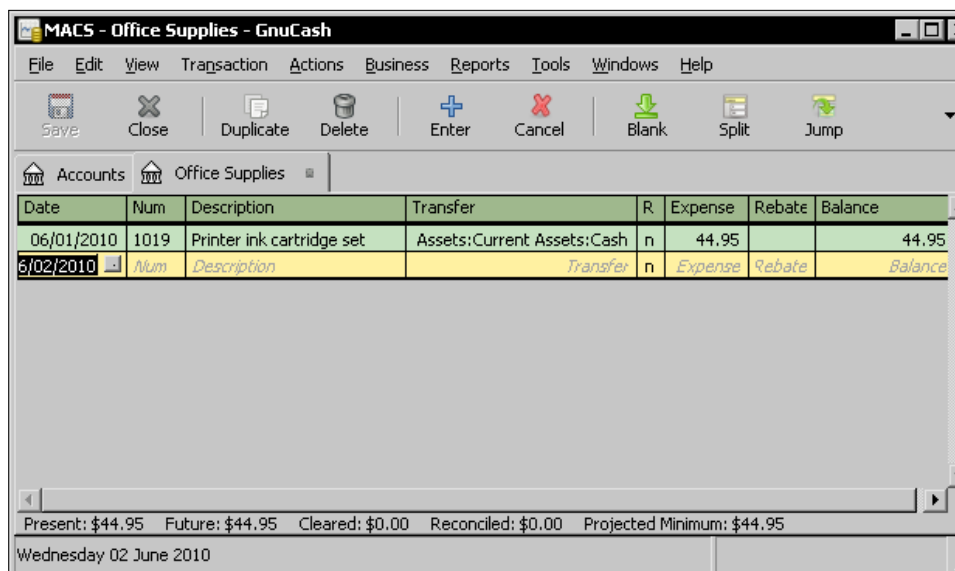 MACS - Office Supplies - GnuCash
File Edit View Transaction Actions Business Reports Tools Windows Help
Save Close Duplicate Delete Enter Cancel Blank Split Jump
Accounts Office Supplies
Date Num Description Transfer R Expense Rebate Balance
06/01/2010 1019 Printer ink cartridge set Assets:Current Assets:Cash n 44.95 44.95
6/02/2010 Num Description Transfer n Expense Rebate Balance
Present: $44.95 Future: $44.95 Cleared: $0.00 Reconciled: $0.00 Projected Minimum: $44.95
Wednesday 02 June 2010